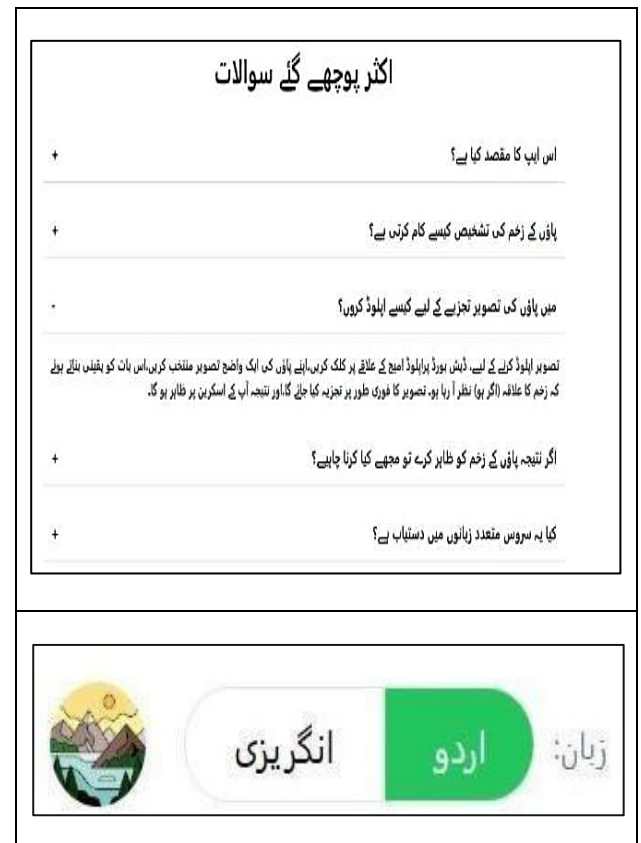 اکثر پوچھے گئے سوالات
اس ایپ کا مقصد کیا ہے؟ +
پاؤں کے زخم کی تشخیص کیسے کام کرتی ہے؟ +
میں پاؤں کی تصویر تجزیے کے لیے کیسے اپلوڈ کروں؟ -
تصویر اپلوڈ کرنے کے لیے، ڈیش بورڈ پراپلوڈ امیج کے علاقے پر کلک کریں،اپنے پاؤں کی ایک واضح تصویر منتخب کریں،اس بات کو یقینی بناتے ہوئے
کہ زخم کا علاقہ (اگر ہو) نظر آ رہا ہو۔ تصویر کا فوری طور پر تجزیہ کیا جائے گا،اور نتیجہ آپ کے اسکرین پر ظاہر ہو گا۔
اگر نتیجہ پاؤں کے زخم کو ظاہر کرے تو مجھے کیا کرنا چاہیے؟ +
کیا یہ سروس متعدد زبانوں میں دستیاب ہے؟ +
زبان: اردو انگریزی